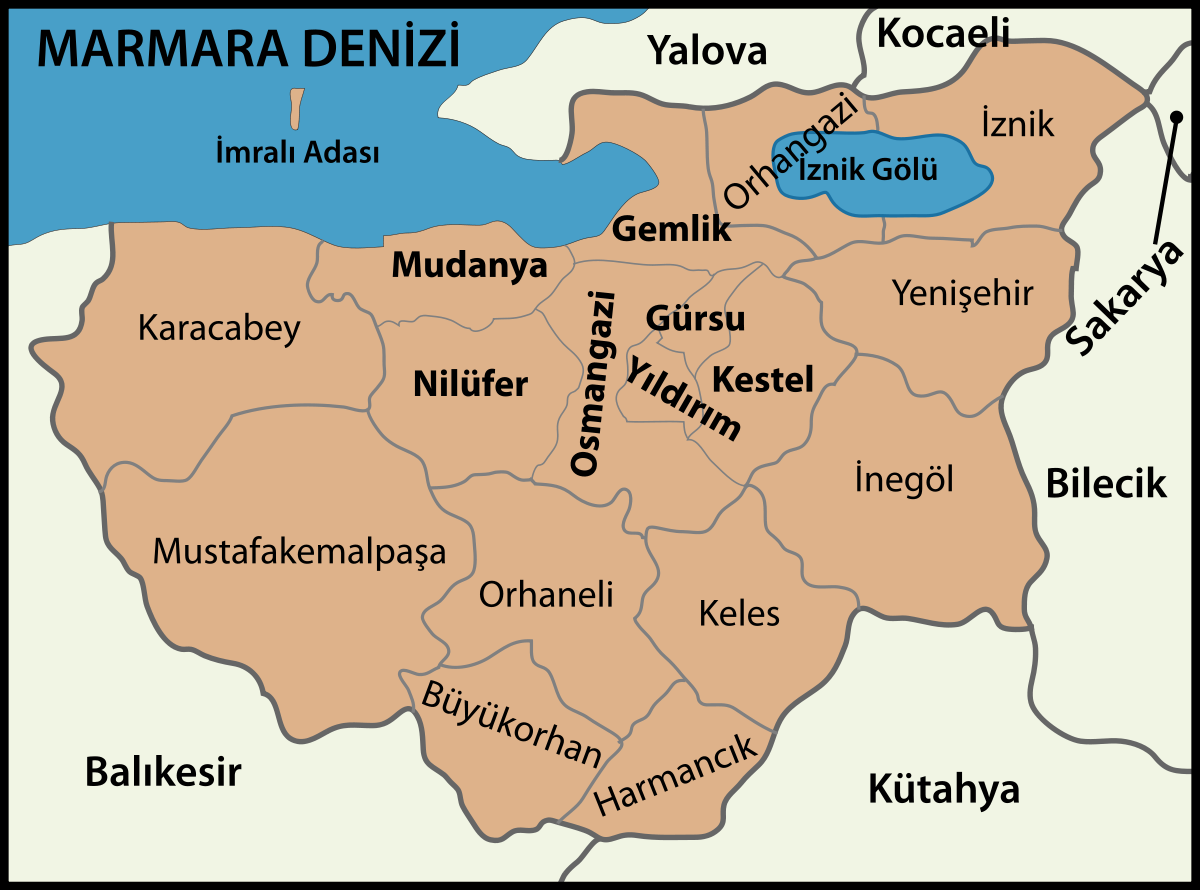 MARMARA DENİZİ
Yalova
Kocaeli
İmralı Adası
Orhangazi
İznik
İznik Gölü
Gemlik
Mudanya
Karacabey
Yenişehir
Sakarya
Gürsu
Osmangazi
Nilüfer
Yıldırım
Kestel
İnegöl
Bilecik
Mustafakemalpaşa
Orhaneli
Keles
Büyükorhan
Harmancık
Balıkesir
Kütahya